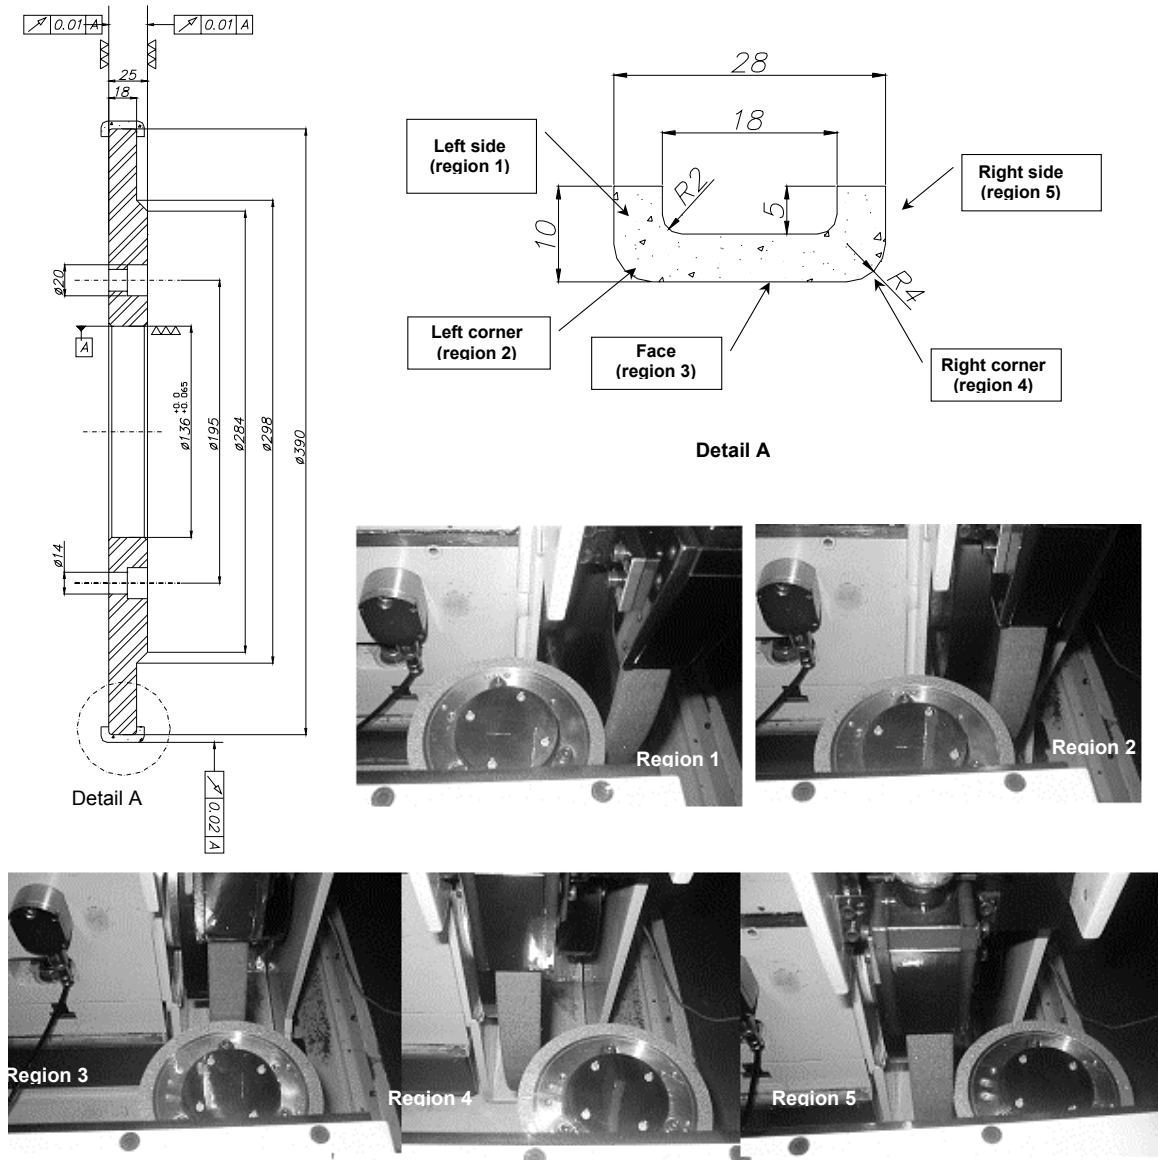 0.01 A
0.01 A
25
18
ø20
A
ø136 +0.0
+0.065
ø195
ø284
ø298
ø390
ø14
0.02 A
Detail A
28
18
R2
5
10
R4
Left side
(region 1)
Right side
(region 5)
Left corner
(region 2)
Face
(region 3)
Right corner
(region 4)
Detail A
Region 1
Region 2
Region 3
Region 4
Region 5